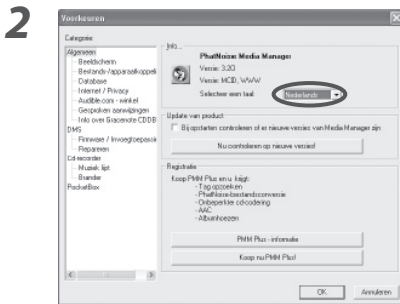 2
Voorkeuren
Categorie
Algemeen
Beeldscherm
Bestands-/apparaatkoppeli
Database
Internet / Privacy
Audible.com - winkel
Gesproken aanwijzingen
Info over Gracenote CDDB
DMS
Firmware / Invoegtoepassin
Repareren
Cd-recorder
Muziek lijst
Brander
PocketBox
Info...
PhatNoise Media Manager
Versie: 3.20
Versie: MCID, WWW
Selecteer een taal:
Nederlands
Update van product
Bij opstarten controleren of er nieuwe versies van Media Manager zijn
Nu controleren op nieuwe versies!
Registratie
Koop PMM Plus en u krijgt:
- Tag opzoeken
- PhatNoise-bestandsconversie
- Onbeperkte cd-codering
- AAC
- Albumhoezen
PMM Plus - informatie
Koop nu PMM Plus!
OK
Annuleren